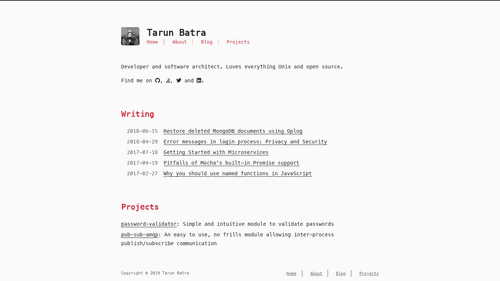 Tarun Batra
Home | About | Blog | Projects |
Developer and software architect. Loves everything Unix and open source.
Find me on , , and .
Writing
2018-06-15 Restore deleted MongoDB documents using Oplog
2018-04-29 Error messages in login process: Privacy and Security
2017-07-18 Getting Started with Microservices
2017-04-19 Pitfalls of Mocha's built-in Promise support
2017-02-27 Why you should use named functions in JavaScript
Projects
password-validator: Simple and intuitive module to validate passwords
pub-sub-amqp: An easy to use, no frills module allowing inter-process
publish/subscribe communication
Copyright © 2018 Tarun Batra Home | About | Blog | Projects